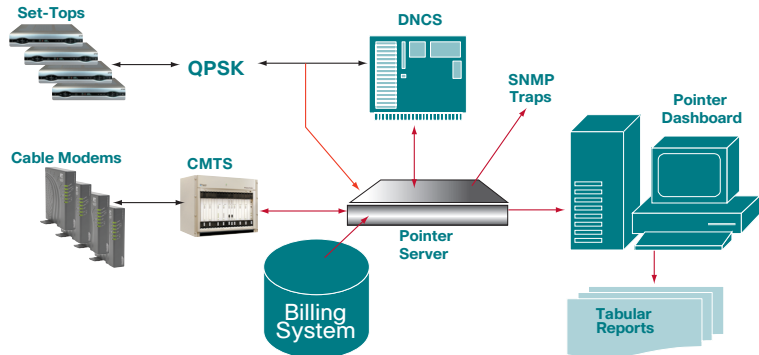 Set-Tops
QPSK
DNCS
SNMP
Traps
Pointer
Dashboard
Cable Modems
CMTS
Pointer
Server
Billing
System
Tabular
Reports